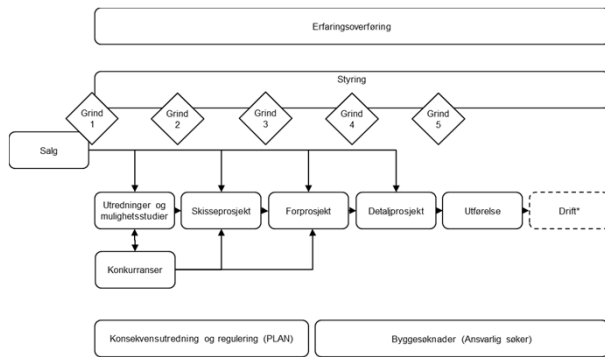 Erfaringsoverføring
Styring
Grind
1
Grind
2
Grind
3
Grind
4
Grind
5
Salg
Utredninger og
mulighetsstudier
Skisseprosjekt
Forprosjekt
Detaljprosjekt
Utførelse
Drift*
Konkurranser
Konsekvensutredning og regulering (PLAN)
Byggesøknader (Ansvarlig søker)